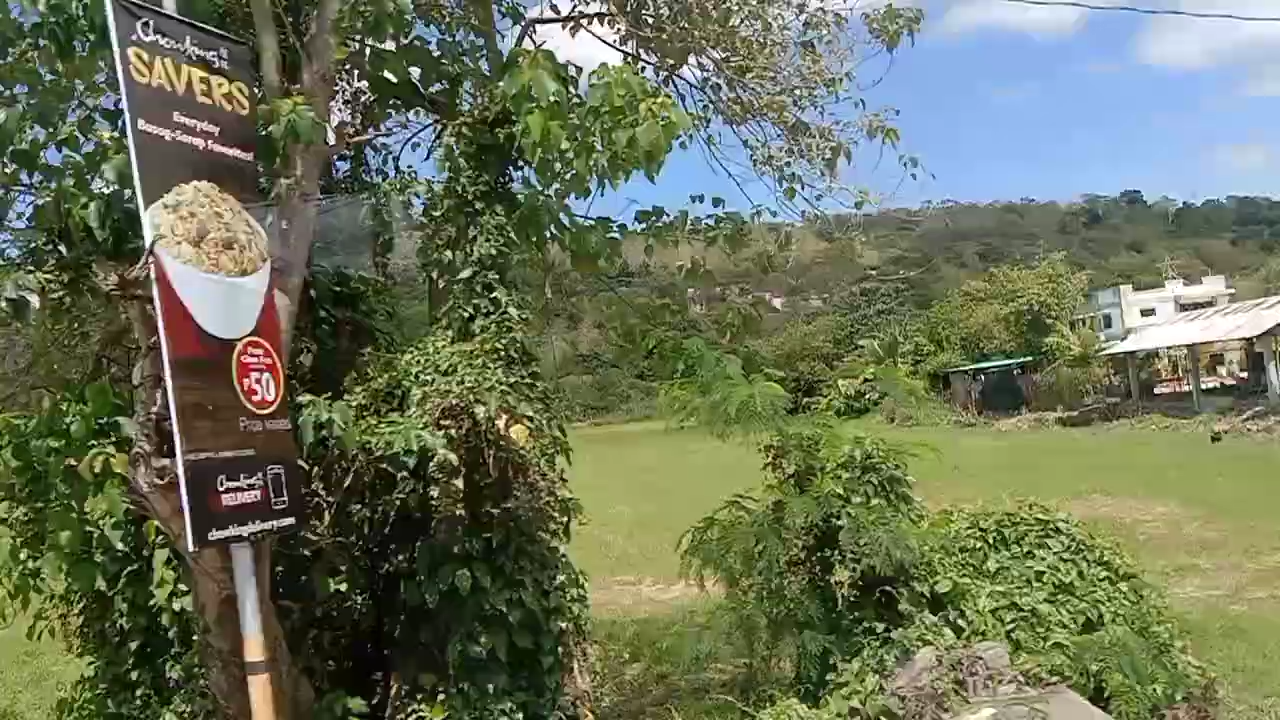 Chowking
SAVERS
Everyday
Busog-Sarap Favorites!
₱50
Chowking
DELIVERY
chowkingdelivery.com